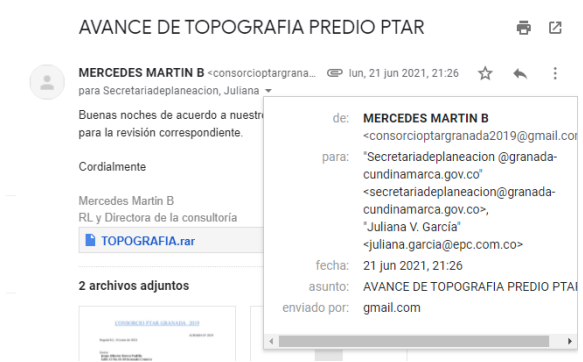 AVANCE DE TOPOGRAFIA PREDIO PTAR
MERCEDES MARTIN B <consorcioptargrana... lun, 21 jun 2021, 21:26
para Secretariadeplaneacion, Juliana
Buenas noches de acuerdo a nuestro
para la revisión correspondiente.
Cordialmente
Mercedes Martin B
RL y Directora de la consultoría
TOPOGRAFIA.rar
2 archivos adjuntos
CONSORCIO PTAR GRANADA 2019
de: MERCEDES MARTIN B
<consorcioptargranada2019@gmail.com
para: "Secretariadeplaneacion @granada-
cundinamarca.gov.co"
<secretariadeplaneacion@granada-
cundinamarca.gov.co>,
"Juliana V. García"
<juliana.garcia@epc.com.co>
fecha: 21 jun 2021, 21:26
asunto: AVANCE DE TOPOGRAFIA PREDIO PTA
enviado por: gmail.com